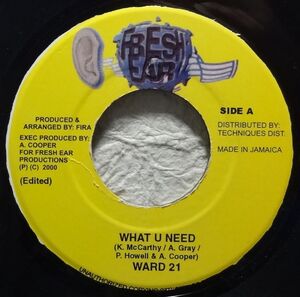 FRESH
EAR
SIDE A
PRODUCED &
ARRANGED BY: FIRA
EXEC PRODUCED BY:
A. COOPER
FOR FRESH EAR
PRODUCTIONS
(P) (C) 2000
(Edited)
DISTRIBUTED BY:
TECHNIQUES DIST.
MADE IN JAMAICA
WHAT U NEED
(K. McCarthy / A. Gray /
P. Howell & A. Cooper)
WARD 21